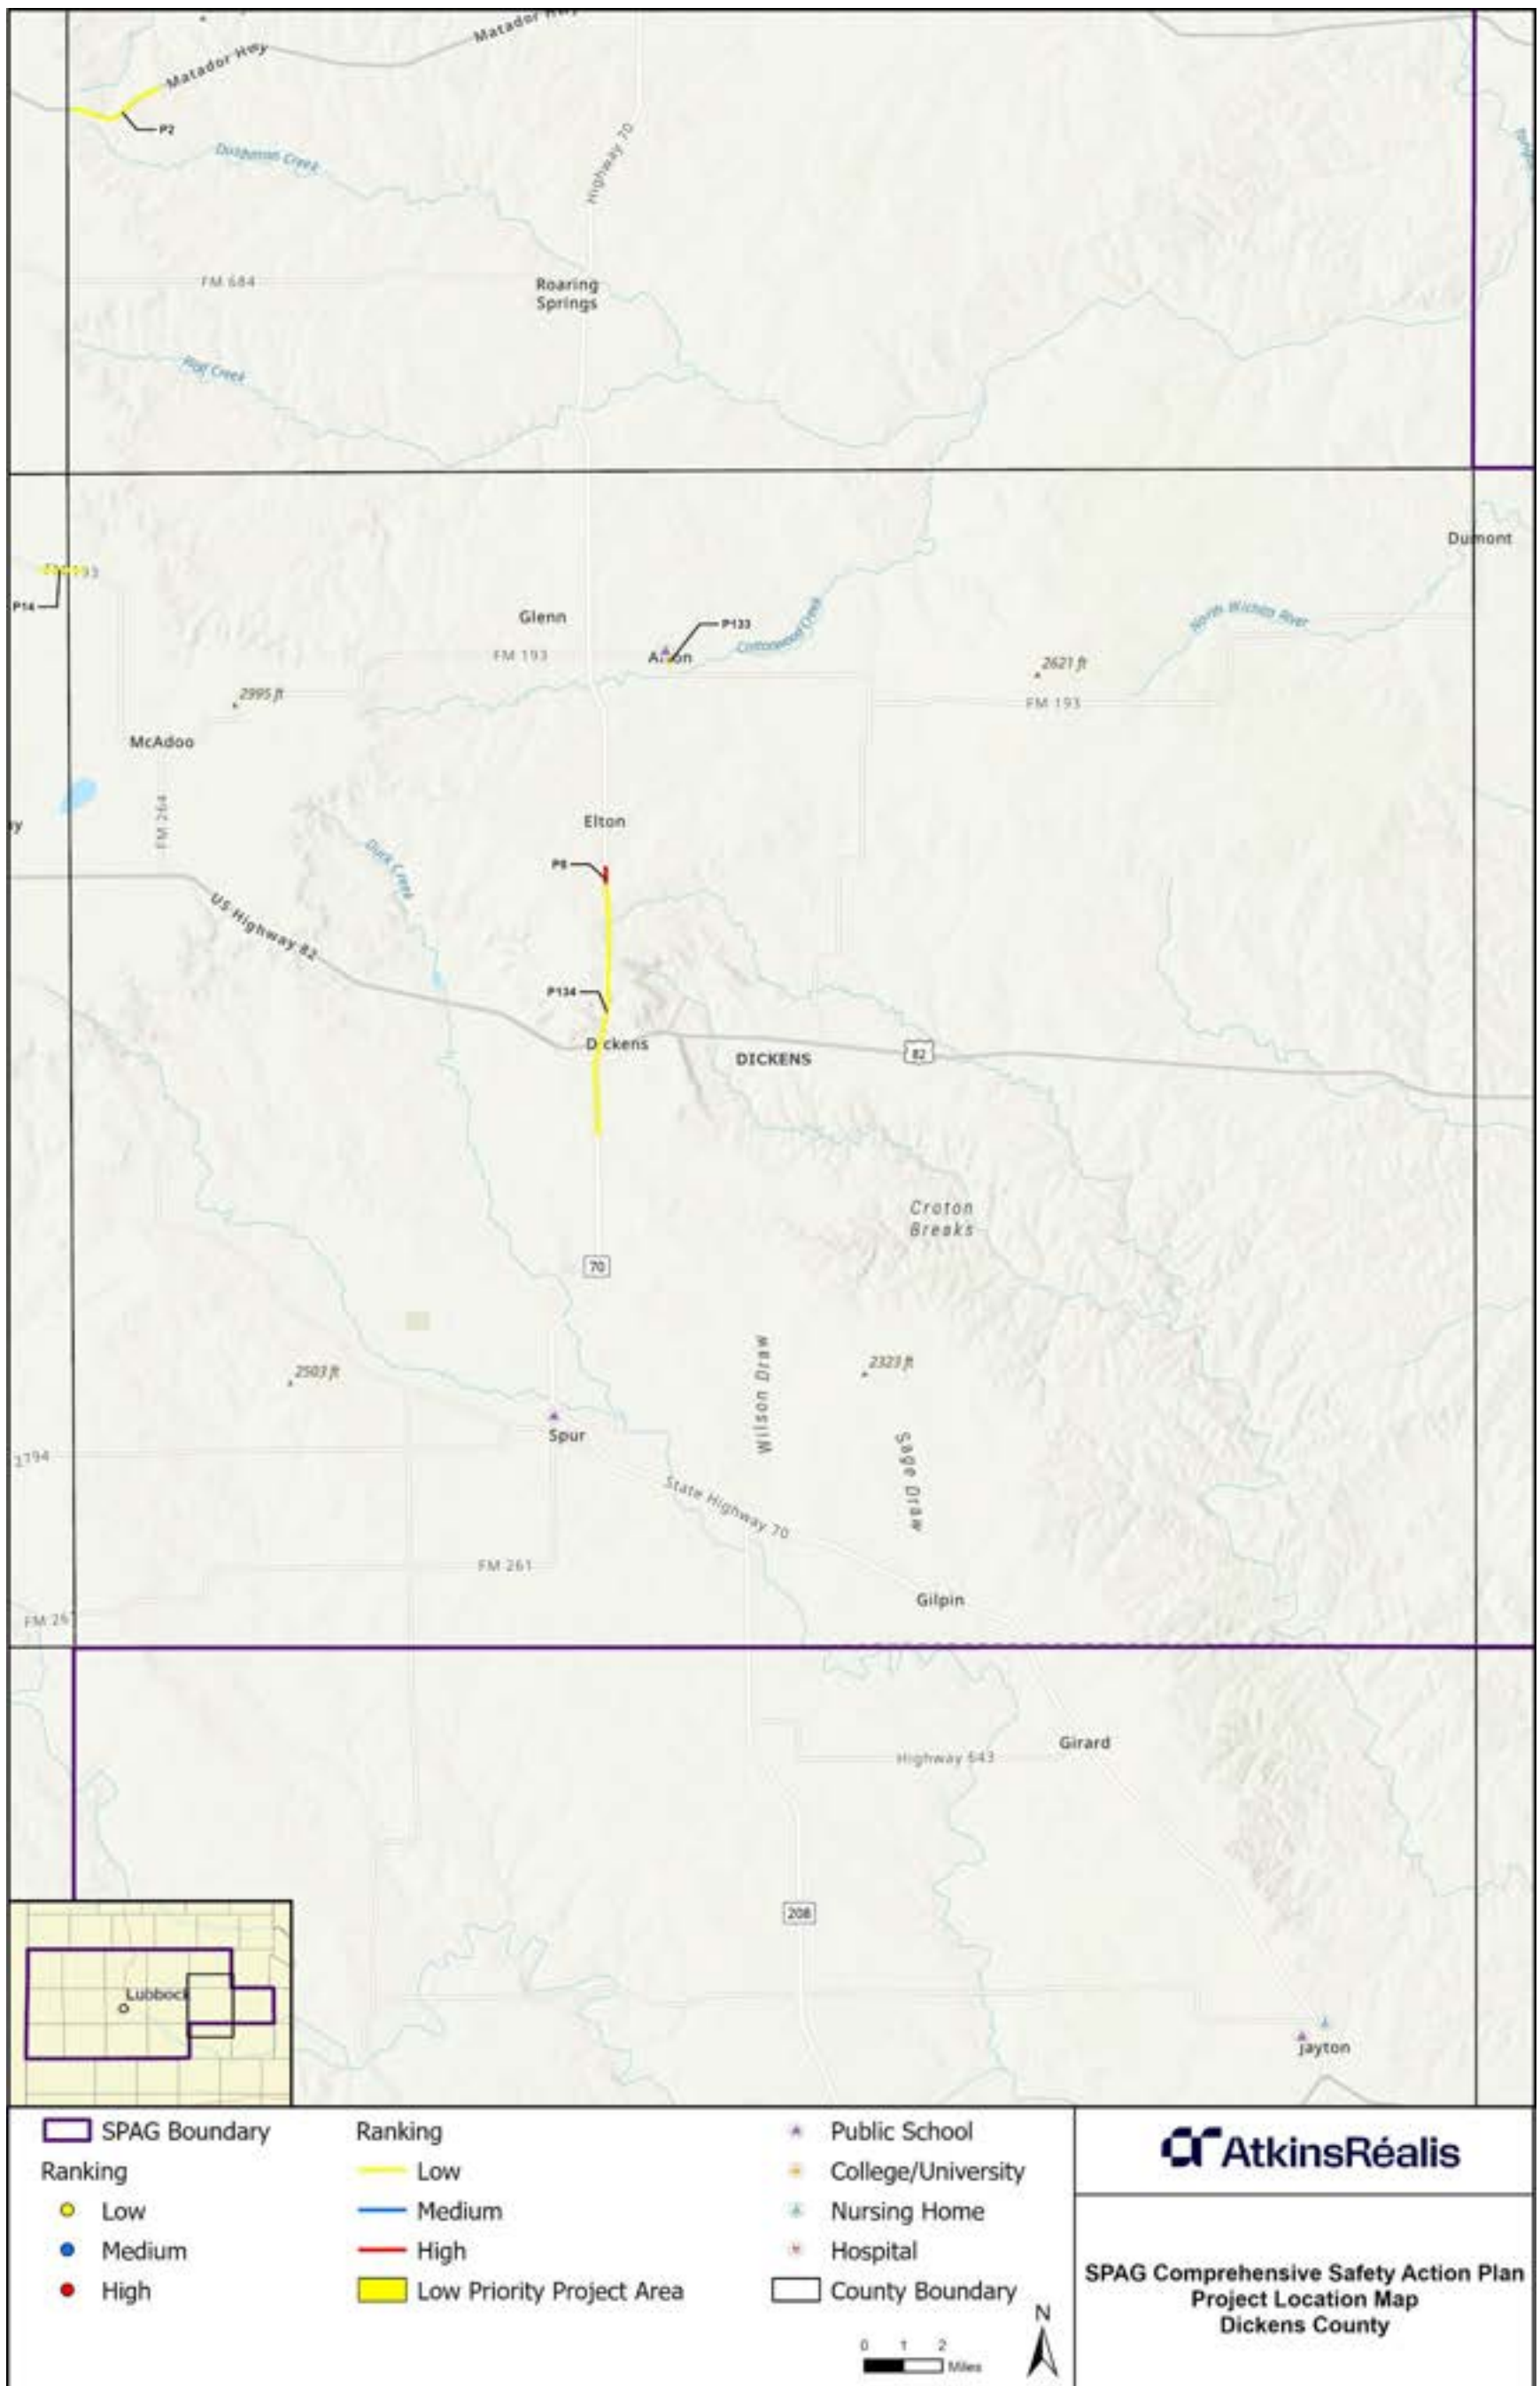 Matador Hwy
Matador Hwy
P2
Highway 70
FM 684
Roaring
Springs
Dumont
FM 193
P14
Glenn
P133
FM 193
Afton
Cottonwood Creek
North Wichita River
2621 ft
2995 ft
FM 193
McAdoo
FM 264
Elton
Duck Creek
P8
US Highway 82
P134
Dickens
DICKENS
82
Croton
Breaks
70
2503 ft
Wilson Draw
2323 ft
Sage Draw
Spur
1794
State Highway 70
FM 261
Gilpin
FM 26
Girard
Highway 643
208
Lubbock
Jayton
SPAG Boundary
Ranking
Low
Medium
High
Ranking
Low
Medium
High
Low Priority Project Area
Public School
College/University
Nursing Home
Hospital
County Boundary
0 1 2
Miles
N
AtkinsRéalis
SPAG Comprehensive Safety Action Plan
Project Location Map
Dickens County